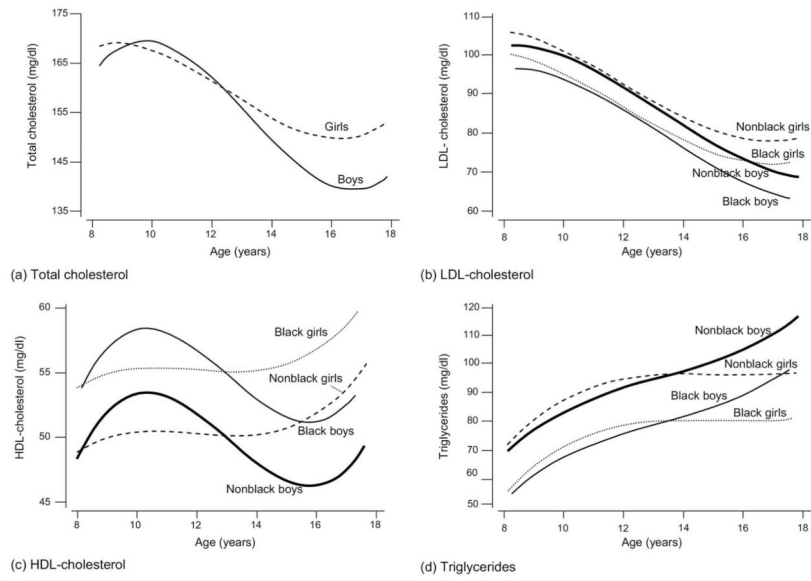 175
165
155
145
135
Total cholesterol (mg/dl)
Girls
Boys
8 10 12 14 16 18
Age (years)
(a) Total cholesterol
110
100
90
80
70
60
LDL- cholesterol (mg/dl)
Nonblack girls
Black girls
Nonblack boys
Black boys
8 10 12 14 16 18
Age (years)
(b) LDL-cholesterol
60
55
50
45
HDL-cholesterol (mg/dl)
Black girls
Nonblack girls
Black boys
Nonblack boys
8 10 12 14 16 18
Age (years)
(c) HDL-cholesterol
120
110
100
90
80
70
60
50
Triglycerides (mg/dl)
Nonblack boys
Nonblack girls
Black boys
Black girls
8 10 12 14 16 18
Age (years)
(d) Triglycerides